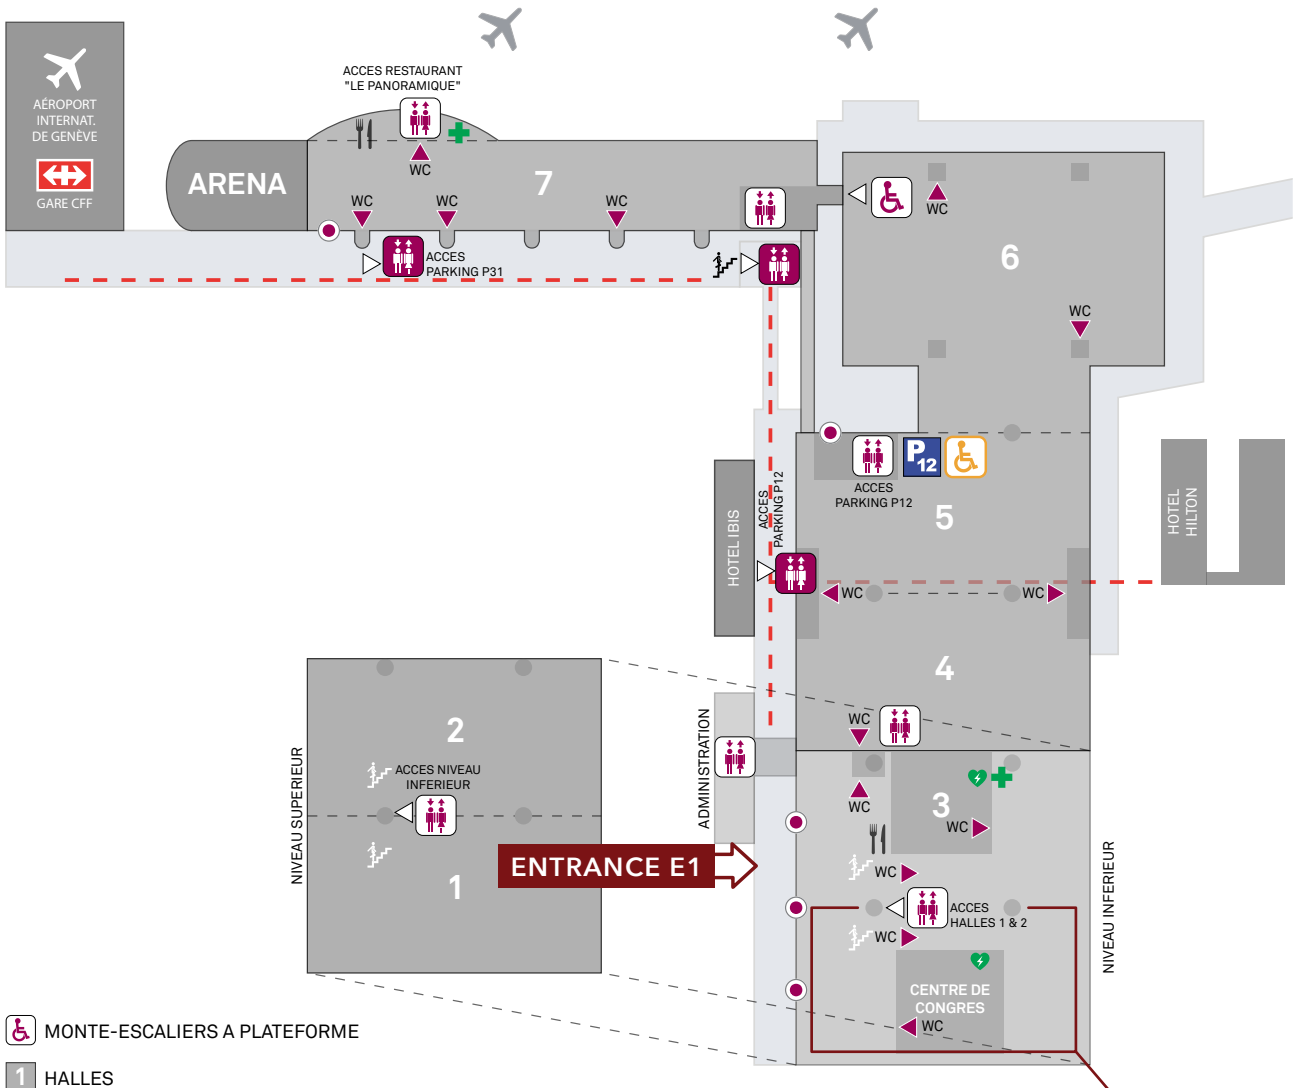 AÉROPORT
INTERNAT.
DE GENÈVE
GARE CFF
ACCES RESTAURANT
"LE PANORAMIQUE"
WC
ARENA
7
WC
WC
WC
ACCES
PARKING P31
WC
6
WC
P12
ACCES
PARKING P12
5
ACCES
PARKING P12
HOTEL IBIS
HOTEL
HILTON
WC
WC
4
WC
ADMINISTRATION
NIVEAU SUPERIEUR
2
ACCES NIVEAU
INFERIEUR
1
ENTRANCE E1
WC
3
WC
WC
ACCES
HALLES 1 & 2
WC
NIVEAU INFERIEUR
CENTRE DE
CONGRES
WC
MONTE-ESCALIERS A PLATEFORME
1 HALLES